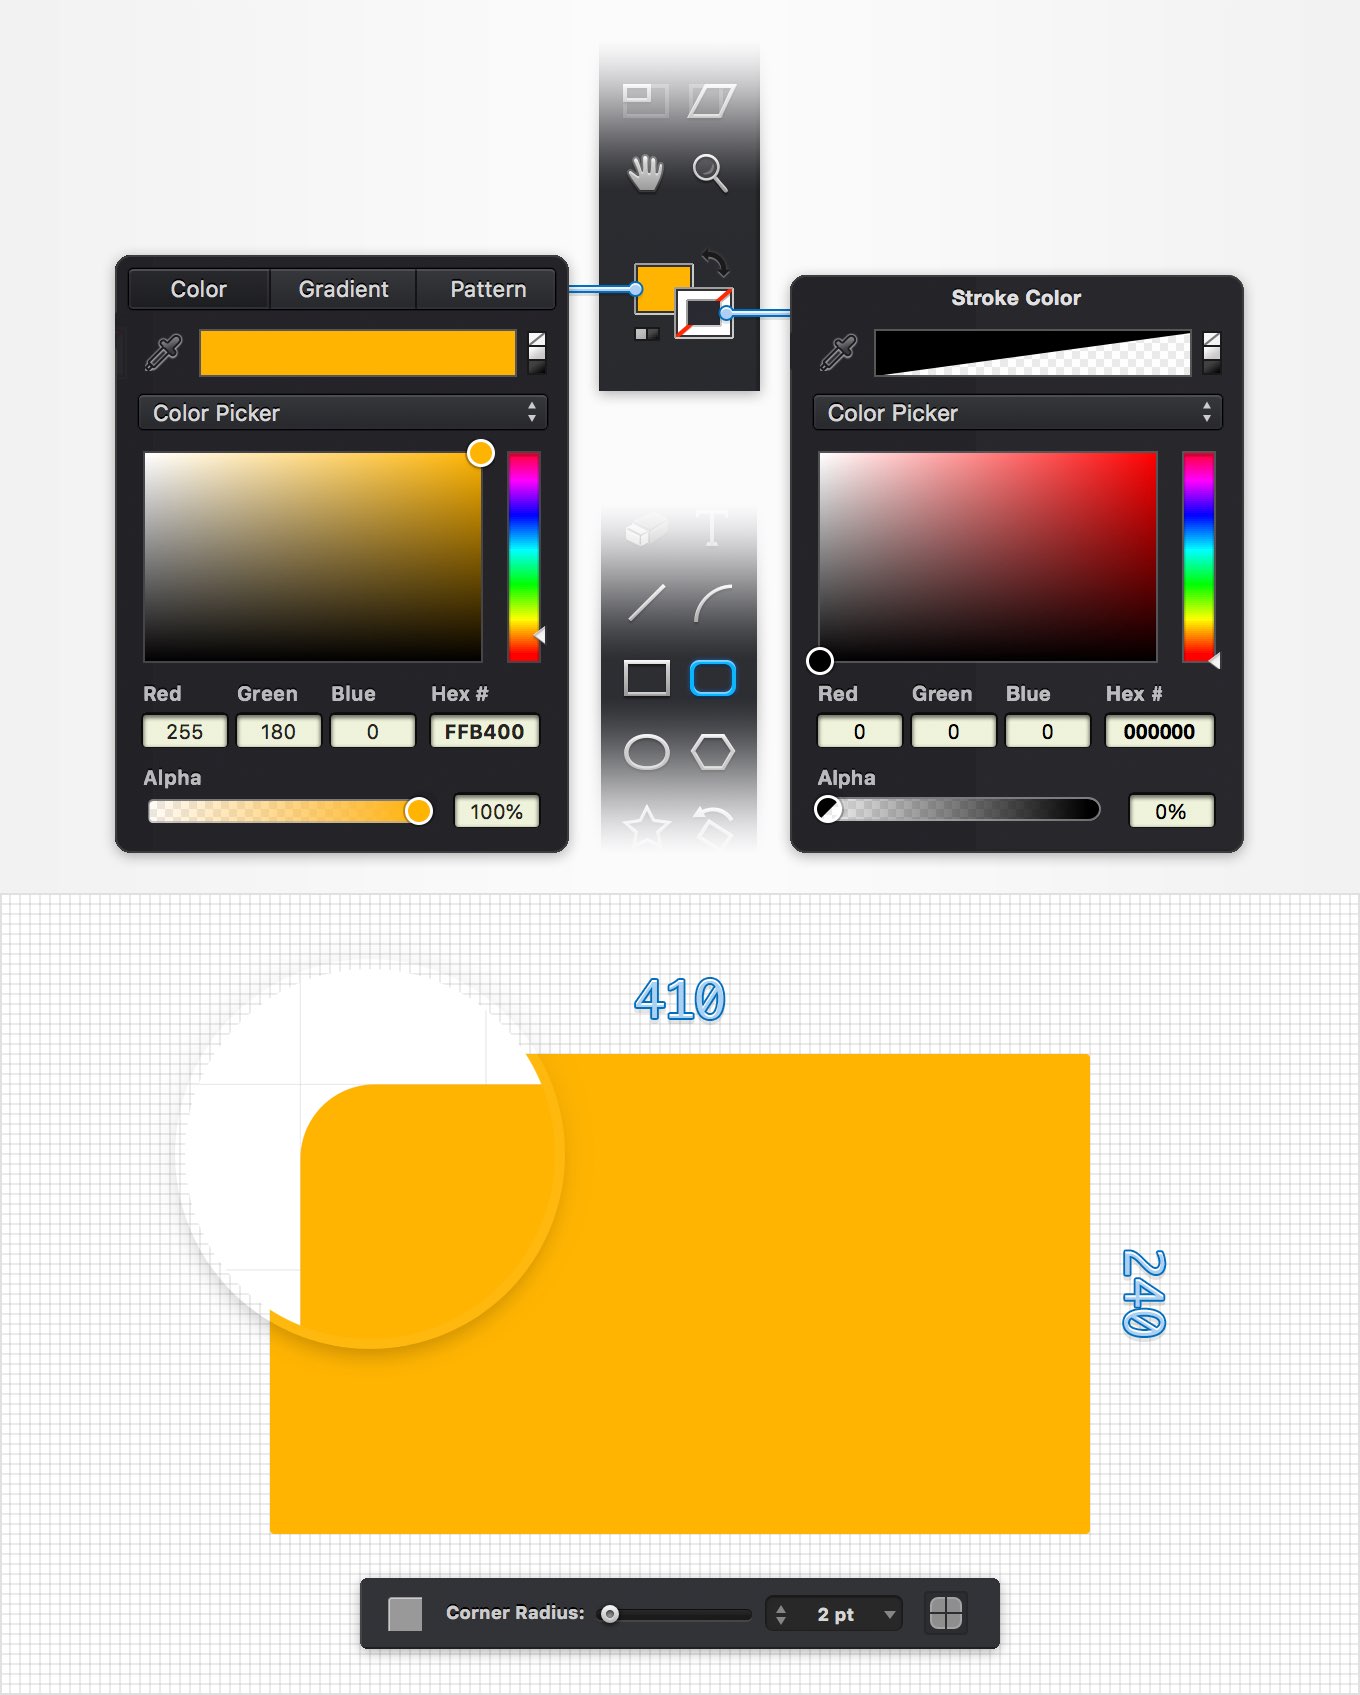 Color Gradient Pattern
Stroke Color
Color Picker
Color Picker
Red Green Blue Hex #
255 180 0 FFB400
Alpha
100%
Red Green Blue Hex #
0 0 0 000000
Alpha
0%
T
410
240
Corner Radius: 2 pt